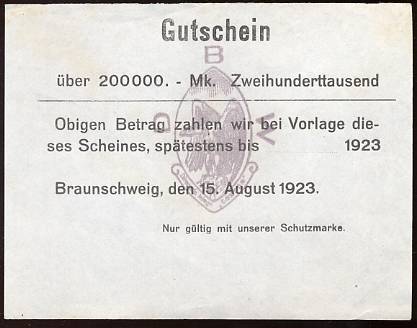 Gutschein
B
über 200000. - Mk. Zweihunderttausend
D W
Obigen Betrag zahlen wir bei Vorlage die-
ses Scheines, spätestens bis 1923
Braunschweig, den 15. August 1923.
Nur gültig mit unserer Schutzmarke.